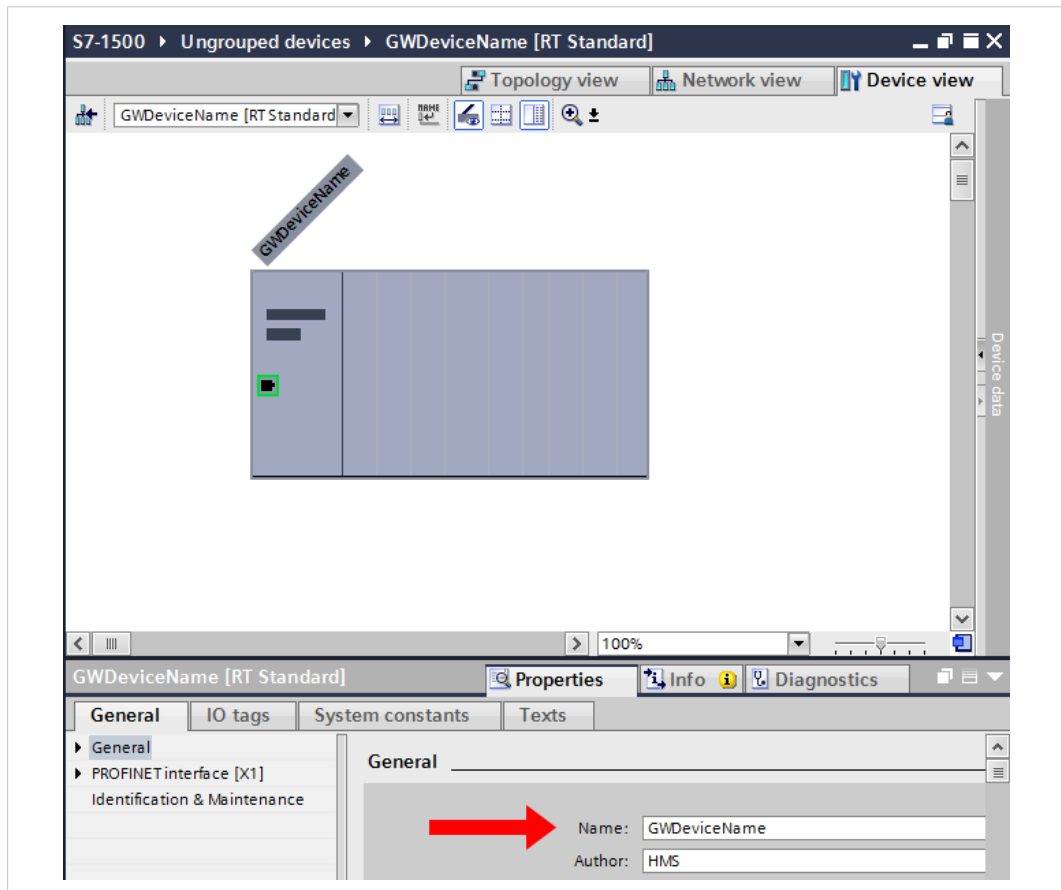 S7-1500 ▸ Ungrouped devices ▸ GWDeviceName [RT Standard]
Topology view
Network view
Device view
GWDeviceName [RT Standard
NAME
GWDeviceName
Device data
100%
GWDeviceName [RT Standard]
Properties
Info
Diagnostics
General
IO tags
System constants
Texts
General
PROFINET interface [X1]
Identification & Maintenance
General
Name: GWDeviceName
Author: HMS